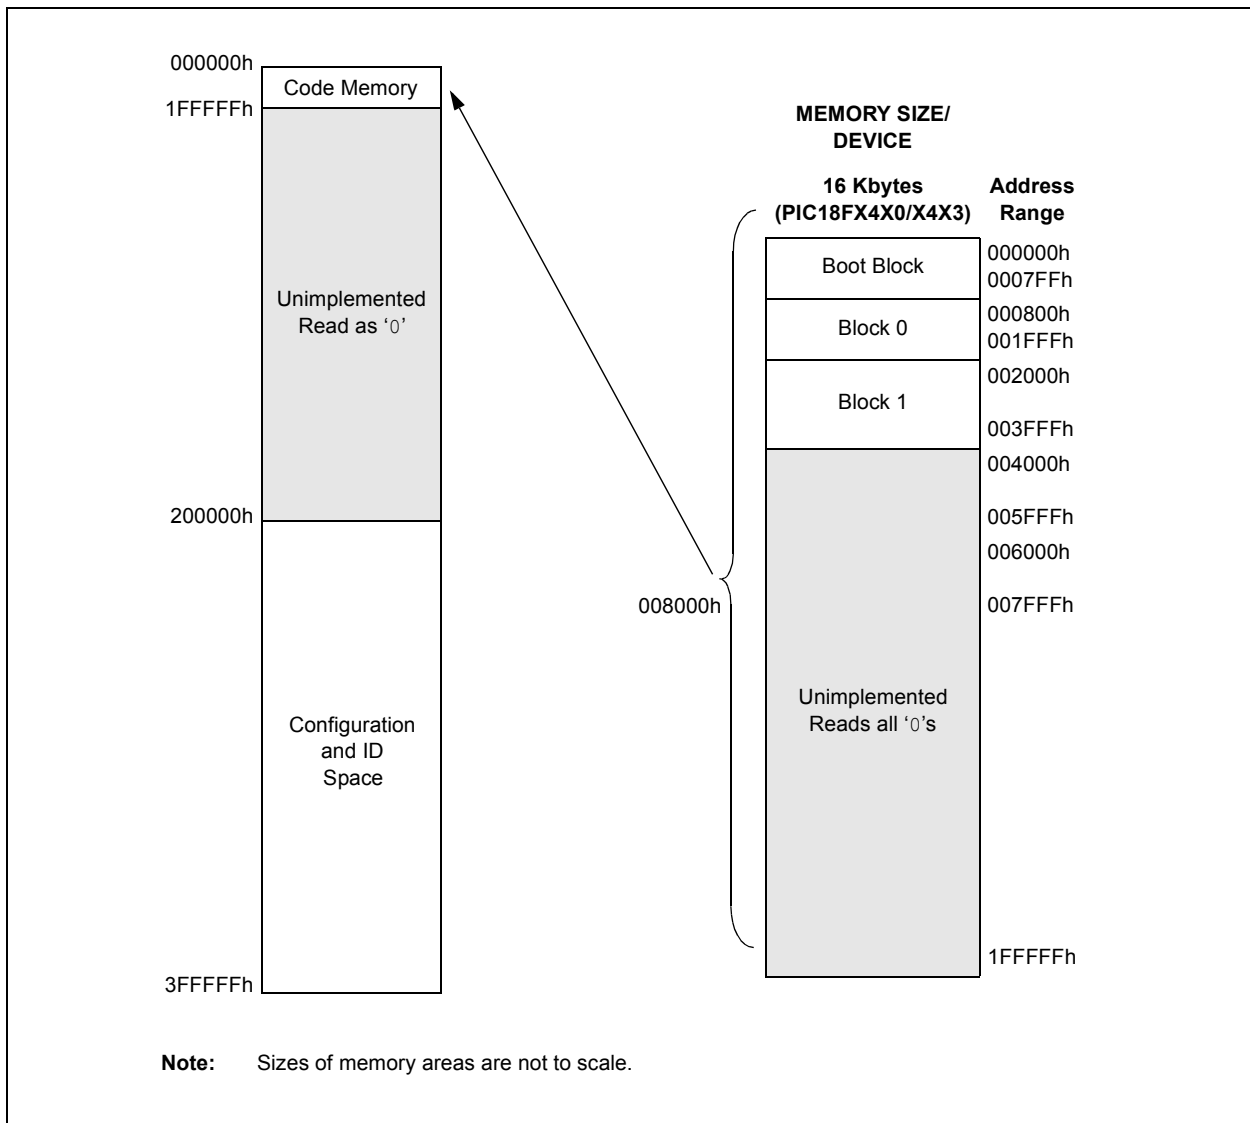 000000h
Code Memory
1FFFFFh
Unimplemented
Read as ‘0’
200000h
Configuration
and ID
Space
3FFFFFh
008000h
MEMORY SIZE/
DEVICE
16 Kbytes
(PIC18FX4X0/X4X3)
Address
Range
Boot Block
000000h
0007FFh
Block 0
000800h
001FFFh
Block 1
002000h
003FFFh
004000h
005FFFh
006000h
007FFFh
Unimplemented
Reads all ‘0’s
1FFFFFh
Note: Sizes of memory areas are not to scale.